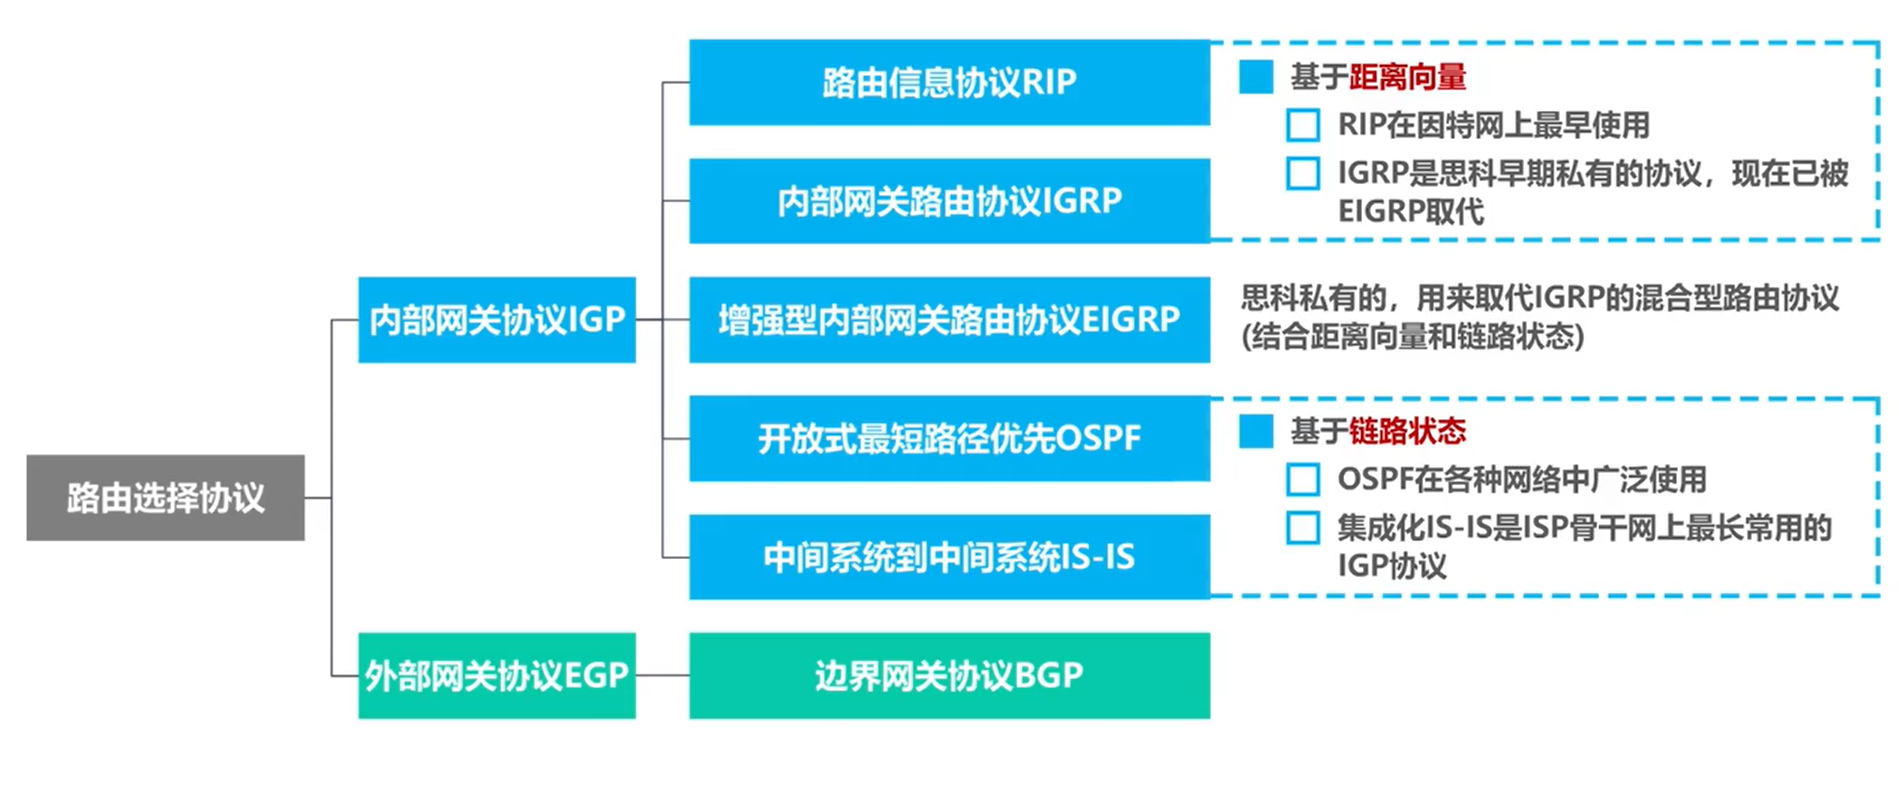 路由选择协议
内部网关协议IGP
路由信息协议RIP
内部网关路由协议IGRP
基于距离向量
RIP在因特网上最早使用
IGRP是思科早期私有的协议，现在已被
EIGRP取代
增强型内部网关路由协议EIGRP
思科私有的，用来取代IGRP的混合型路由协议
(结合距离向量和链路状态)
开放式最短路径优先OSPF
中间系统到中间系统IS-IS
基于链路状态
OSPF在各种网络中广泛使用
集成化IS-IS是ISP骨干网上最长常用的
IGP协议
外部网关协议EGP
边界网关协议BGP